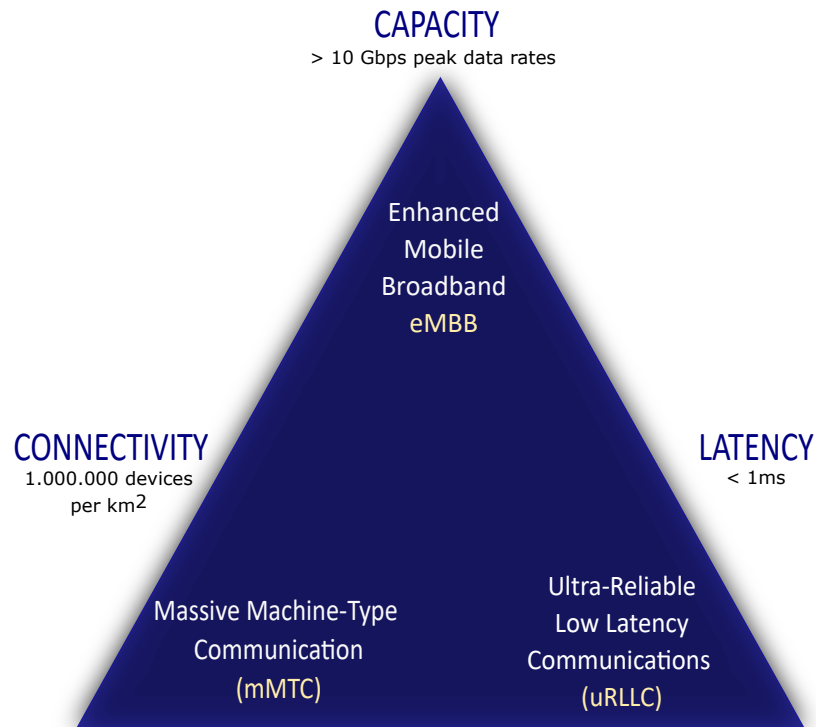 CAPACITY
> 10 Gbps peak data rates
Enhanced
Mobile
Broadband
eMBB
CONNECTIVITY
1.000.000 devices
per km²
LATENCY
< 1ms
Massive Machine-Type
Communication
(mMTC)
Ultra-Reliable
Low Latency
Communications
(uRLLC)